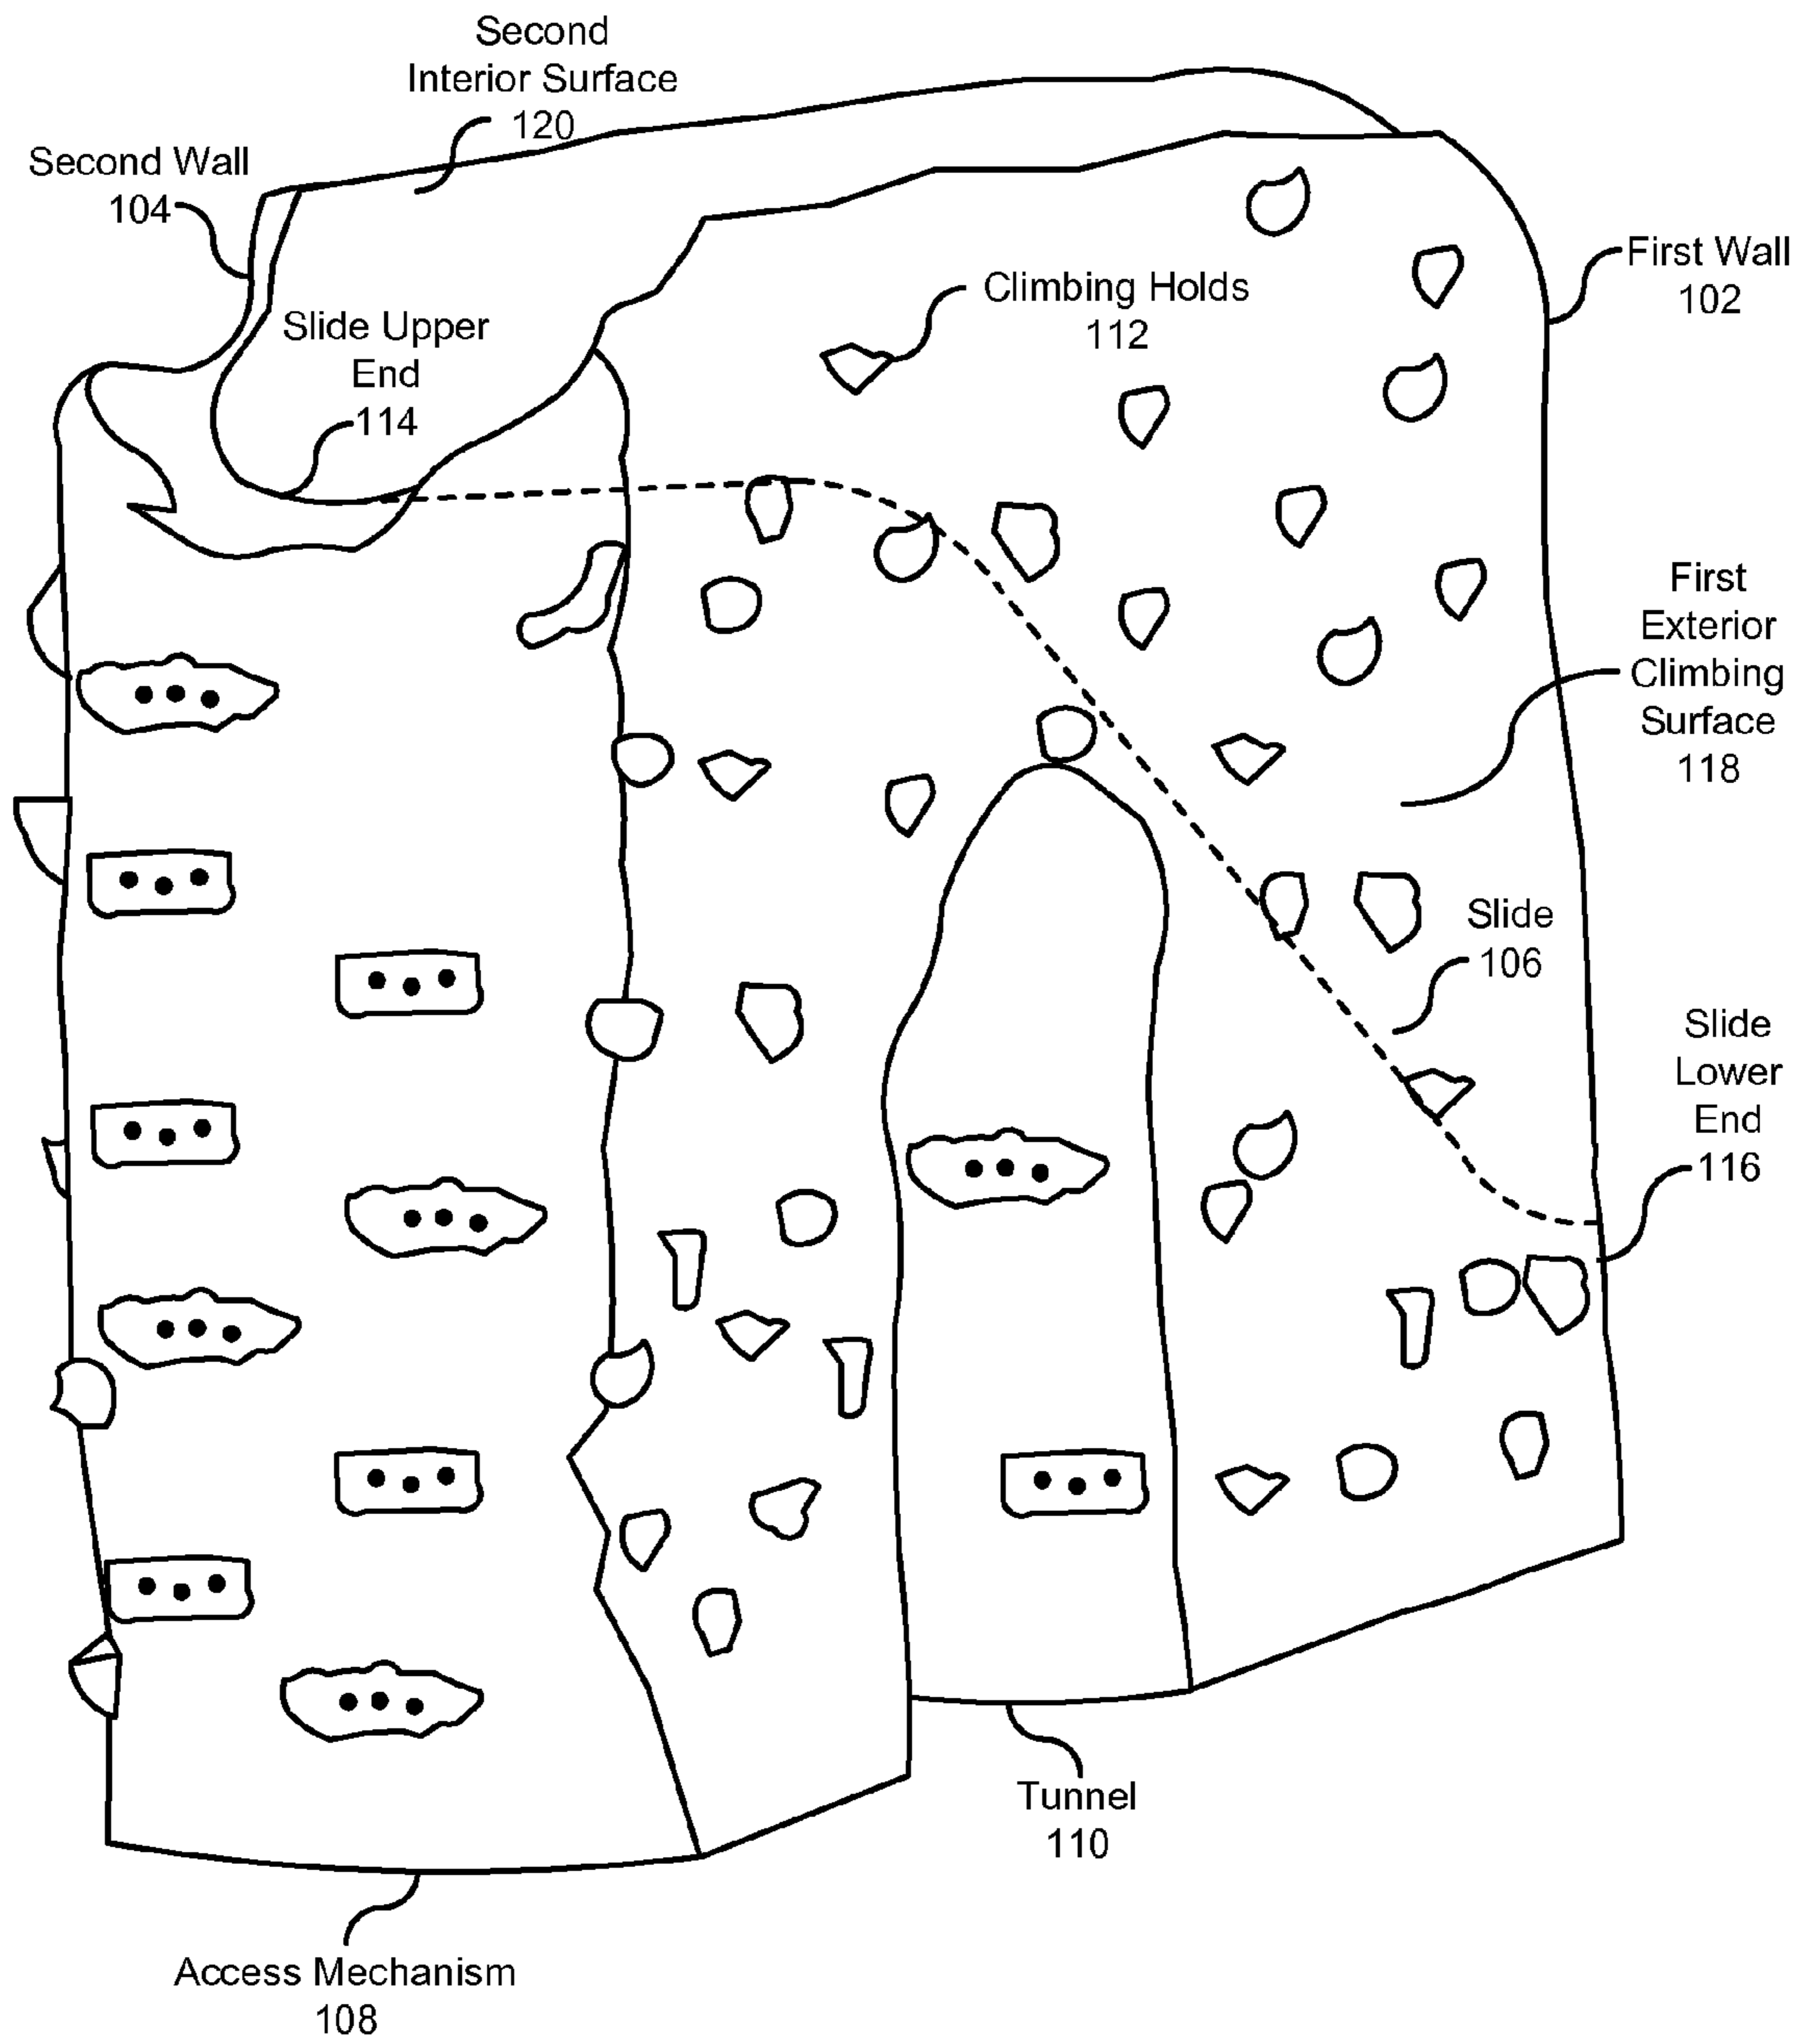 Second
Interior Surface
120
Second Wall
104
First Wall
102
Climbing Holds
112
Slide Upper
End
114
First
Exterior
Climbing
Surface
118
Slide
106
Slide
Lower
End
116
Tunnel
110
Access Mechanism
108